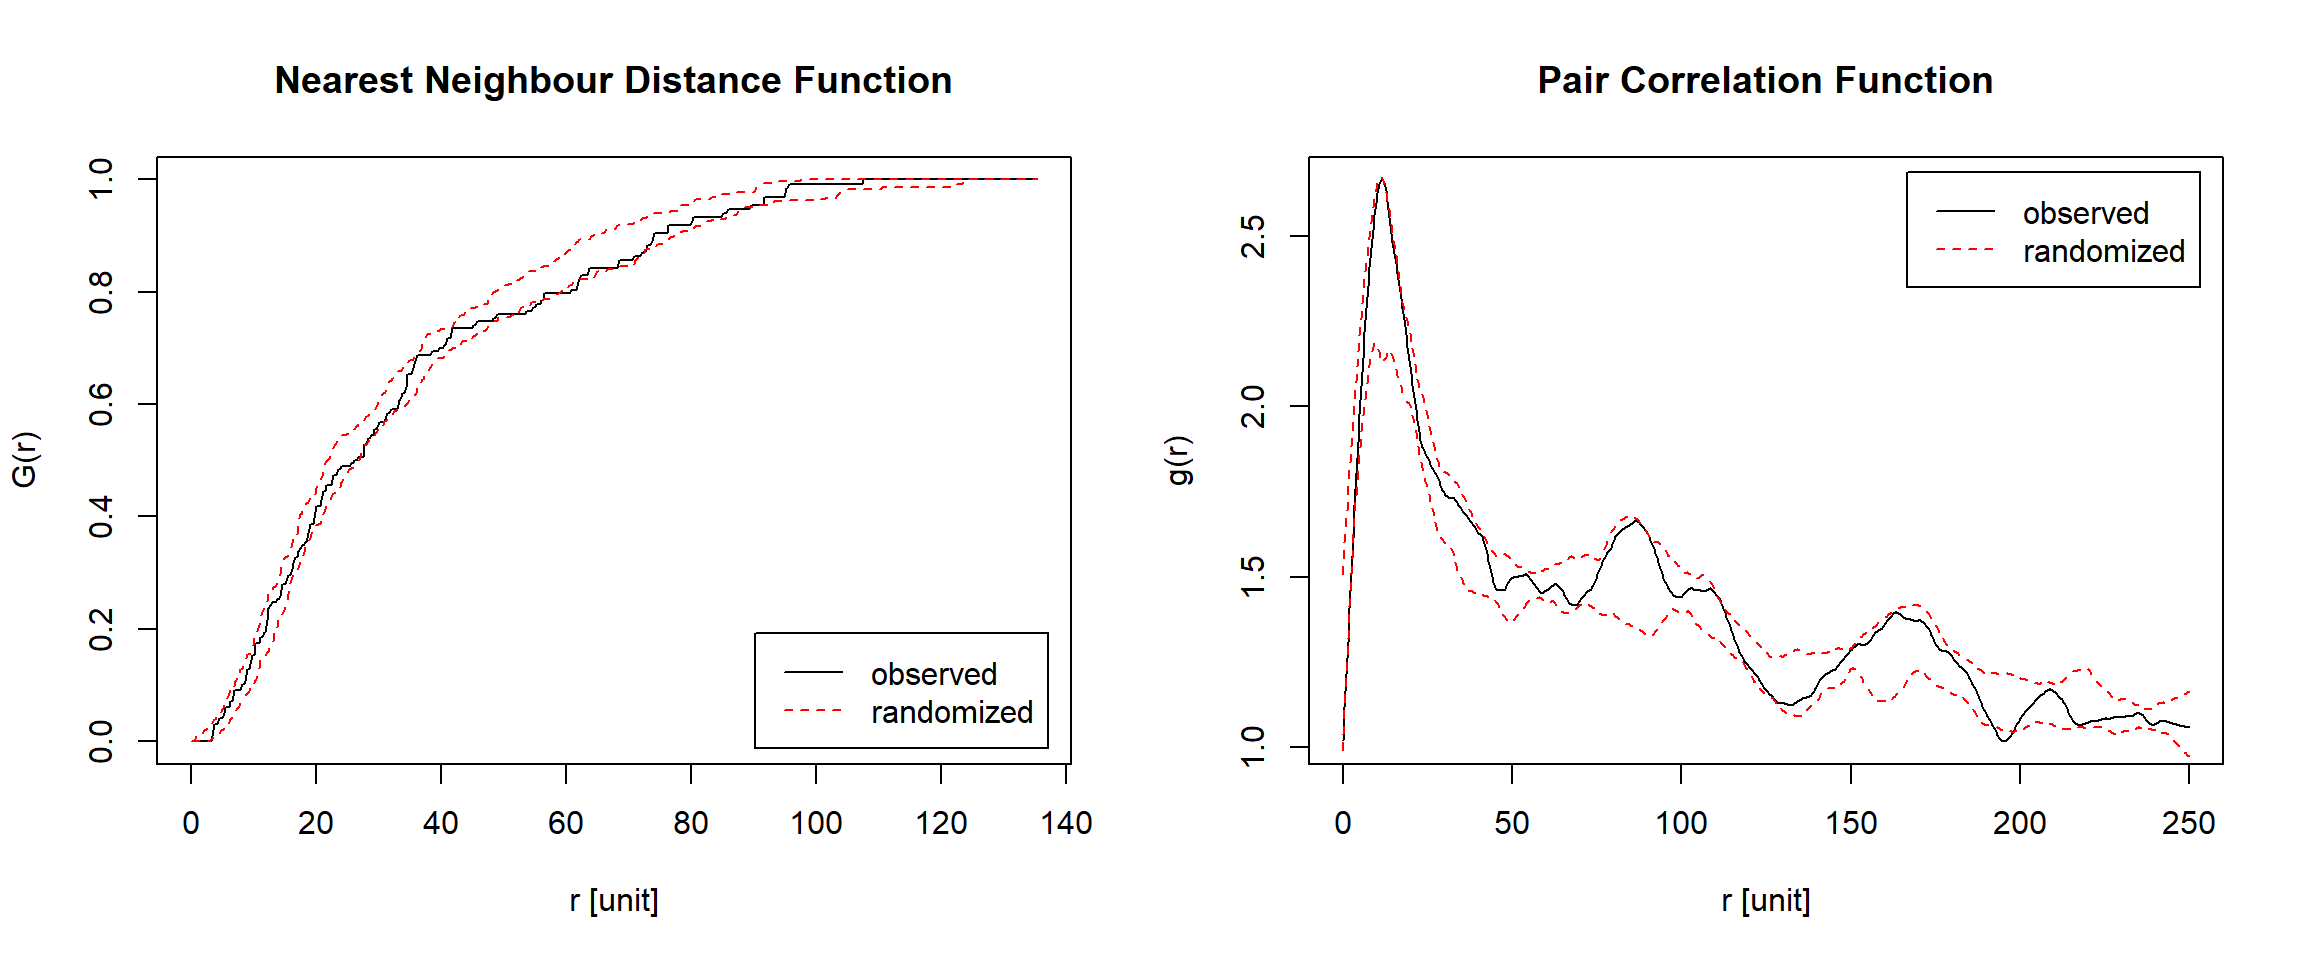 Nearest Neighbour Distance Function
G(r)
0.0
0.2
0.4
0.6
0.8
1.0
observed
randomized
0 20 40 60 80 100 120 140
r [unit]
Pair Correlation Function
g(r)
1.0
1.5
2.0
2.5
observed
randomized
0 50 100 150 200 250
r [unit]